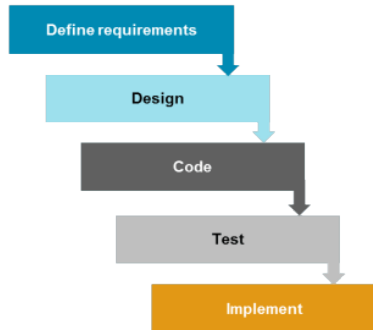 Define requirements
Design
Code
Test
Implement